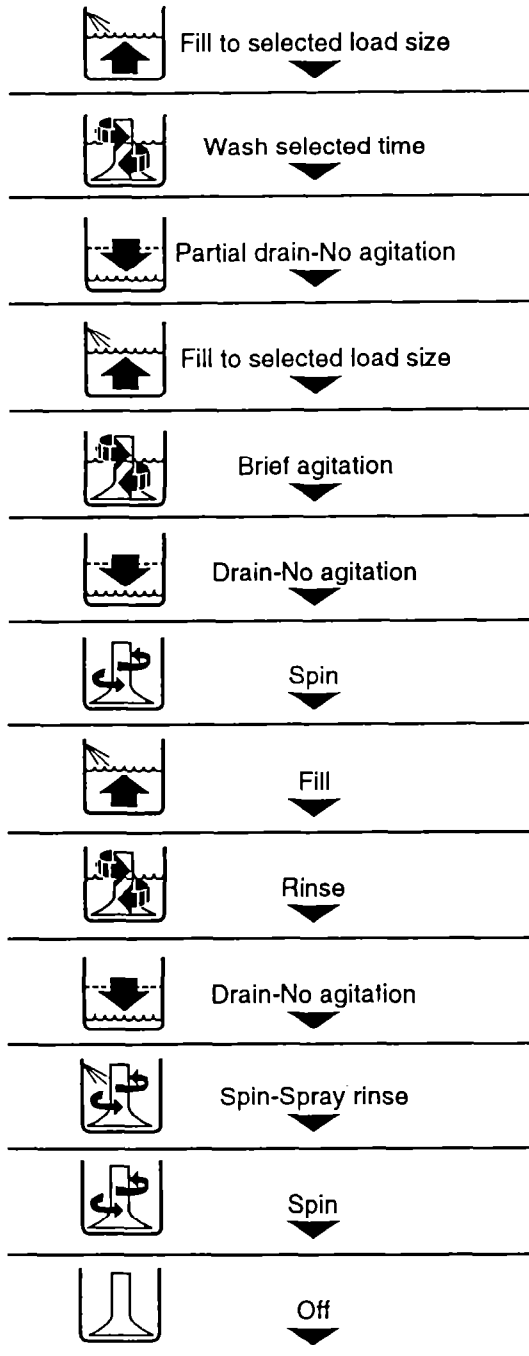 Fill to selected load size
Wash selected time
Partial drain-No agitation
Fill to selected load size
Brief agitation
Drain-No agitation
Spin
Fill
Rinse
Drain-No agitation
Spin-Spray rinse
Spin
Off